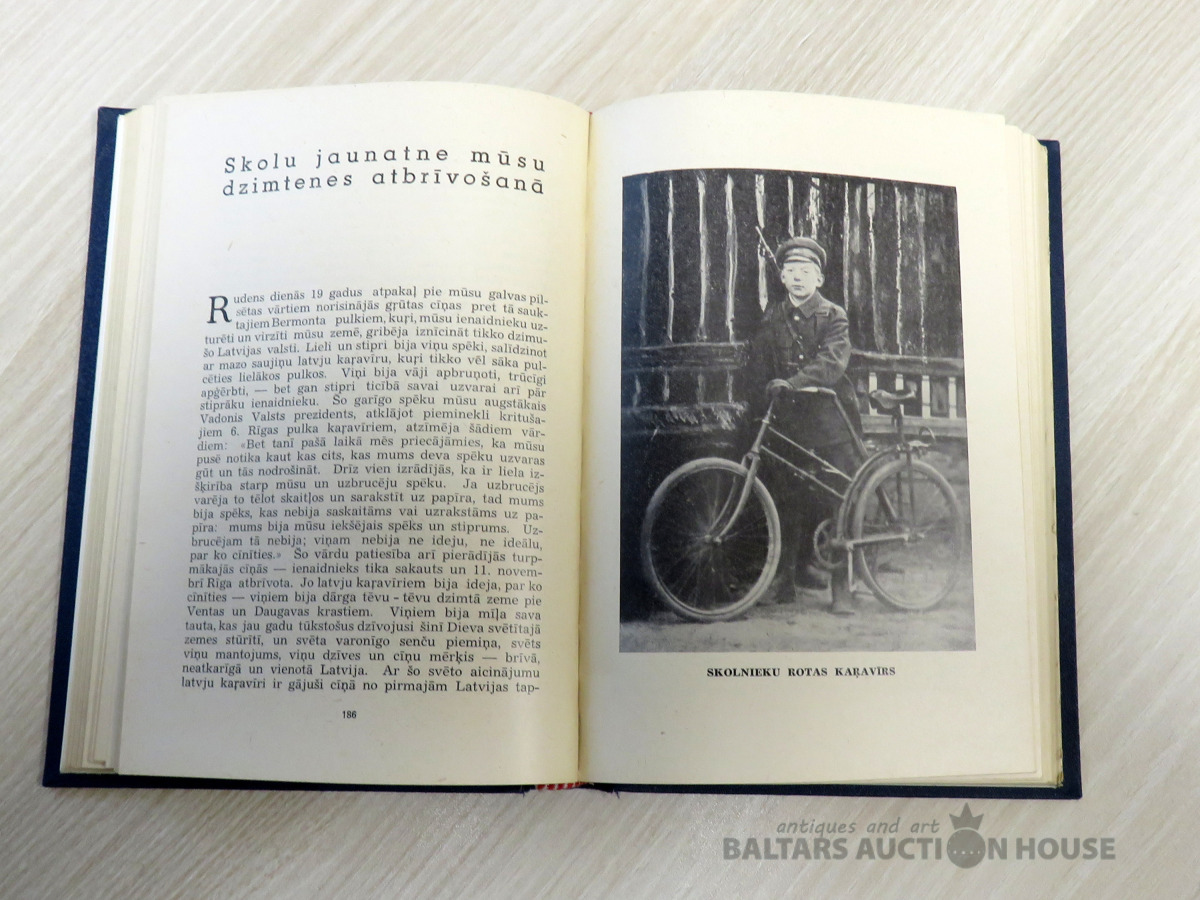 Skolu jaunatne mūsu
dzimtenes atbrīvošanā
Rudens dienās 19 gadus atpakaļ pie mūsu galvas pil-
sētas vārtiem norisinājās gŗūtas cīņas pret tā sauk-
tajiem Bermonta pulkiem, kuŗi, mūsu ienaidnieku uz-
turēti un virzīti mūsu zemē, gribēja iznīcināt tikko dzimu-
šo Latvijas valsti. Lieli un stipri bija viņu spēki, salīdzinot
ar mazo saujiņu latvju kaŗavīru, kuŗi tikko vēl sāka pul-
cēties lielākos pulkos. Viņi bija vāji apbruņoti, trūcīgi
apģērbti, — bet gan stipri ticībā savai uzvarai arī pār
stiprāku ienaidnieku. Šo garīgo spēku mūsu augstākais
Vadonis Valsts prezidents, atklājot pieminekli krituša-
jiem 6. Rīgas pulka kaŗavīriem, atzīmēja šādiem vār-
diem: «Bet tanī pašā laikā mēs priecājāmies, ka mūsu
pusē notika kaut kas cits, kas mums deva spēku uzvaras
gūt un tās nodrošināt. Drīz vien izrādījās, ka ir liela iz-
šķirība starp mūsu un uzbrucēju spēku. Ja uzbrucējs
varēja to tēlot skaitļos un sarakstīt uz papīra, tad mums
bija spēks, kas nebija saskaitāms vai uzrakstāms uz pa-
pīra: mums bija mūsu iekšējais spēks un stiprums. Uz-
brucējam tā nebija; viņam nebija ne ideju, ne ideālu,
par ko cīnīties.» Šo vārdu patiesība arī pierādījās turp-
mākajās cīņās — ienaidnieks tika sakauts un 11. novem-
brī Rīga atbrīvota. Jo latvju kaŗavīriem bija ideja, par ko
cīnīties — viņiem bija dārga tēvu - tēvu dzimtā zeme pie
Ventas un Daugavas krastiem. Viņiem bija mīļa sava
tauta, kas jau gadu tūkstošus dzīvojusi šinī Dieva svētītajā
zemes stūrītī, un svēta varonīgo senču piemiņa, svēts
viņu mantojums, viņu dzīves un cīņu mērķis — brīvā,
neatkarīgā un vienotā Latvija. Ar šo svēto aicinājumu
latvju kaŗavīri ir gājuši cīņā no pirmajām Latvijas tap-
186
SKOLNIEKU ROTAS KAŖAVĪRS
antiques and art
BALTARS AUCTION HOUSE